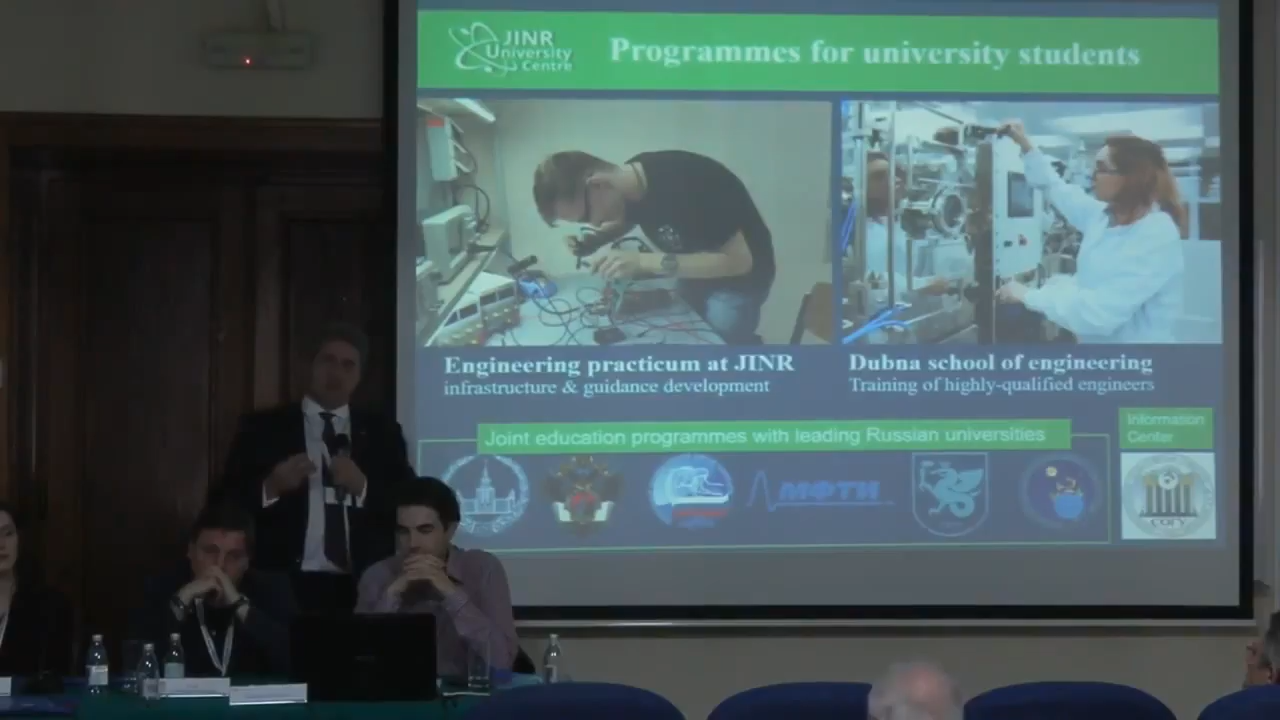 JINR
University
Centre
Programmes for university students
Engineering practicum at JINR
infrastructure & guidance development
Dubna school of engineering
Training of highly-qualified engineers
Joint education programmes with leading Russian universities
Information
Center
МФТИ
СОГУ